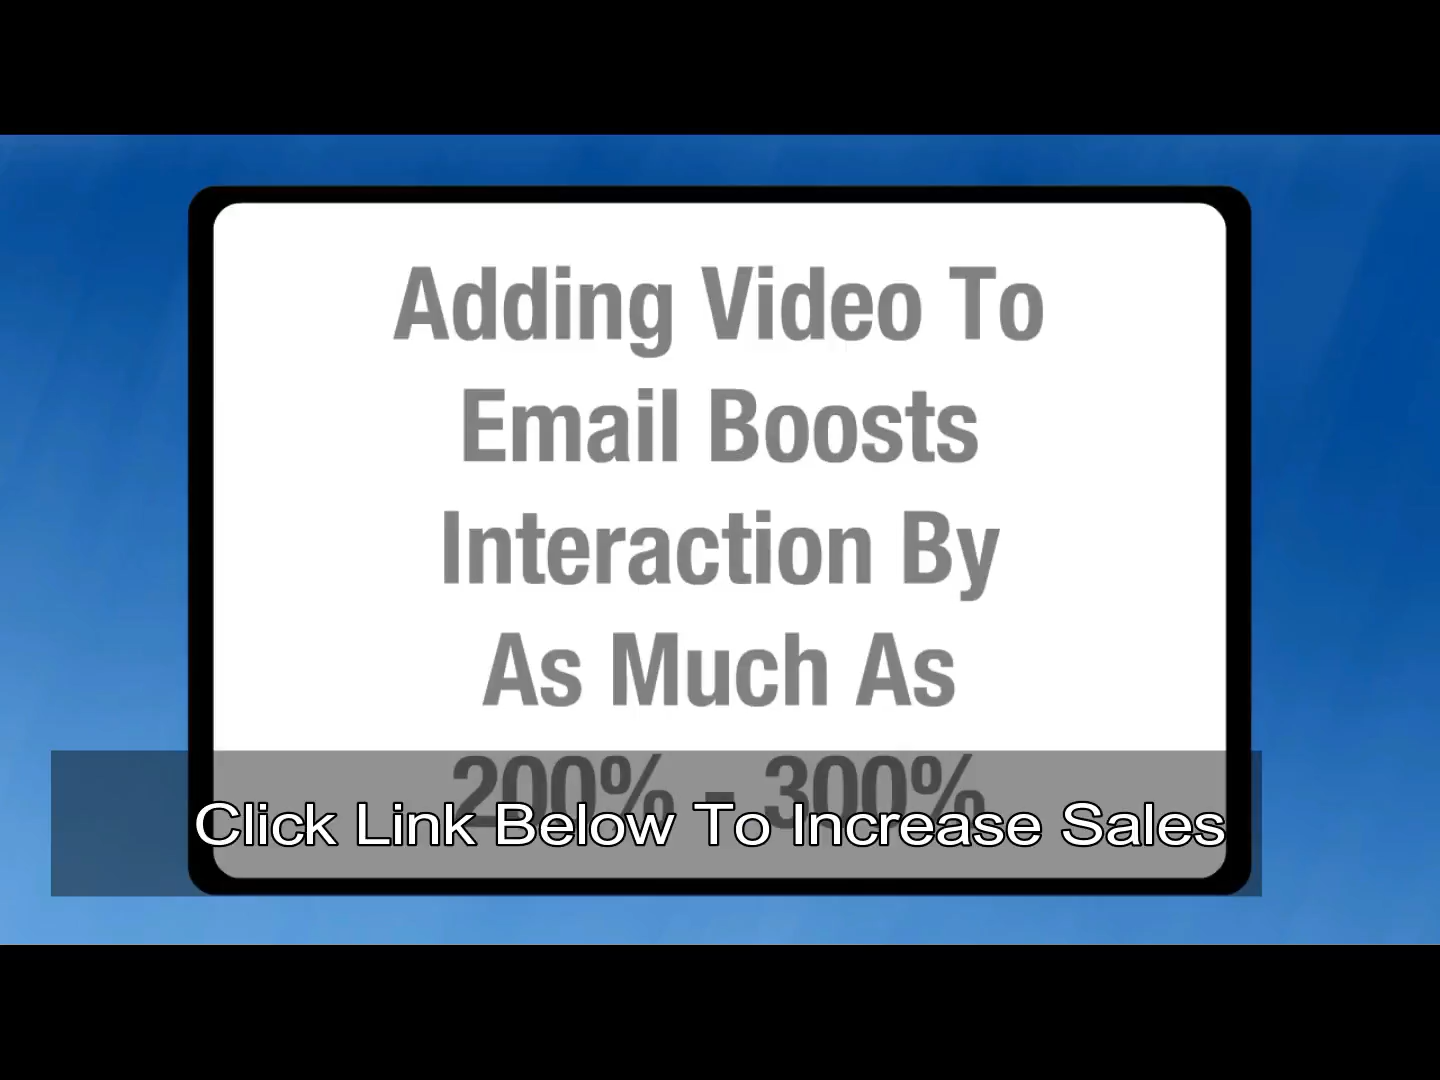 Adding Video To
Email Boosts
Interaction By
As Much As
200% - 300%
Click Link Below To Increase Sales